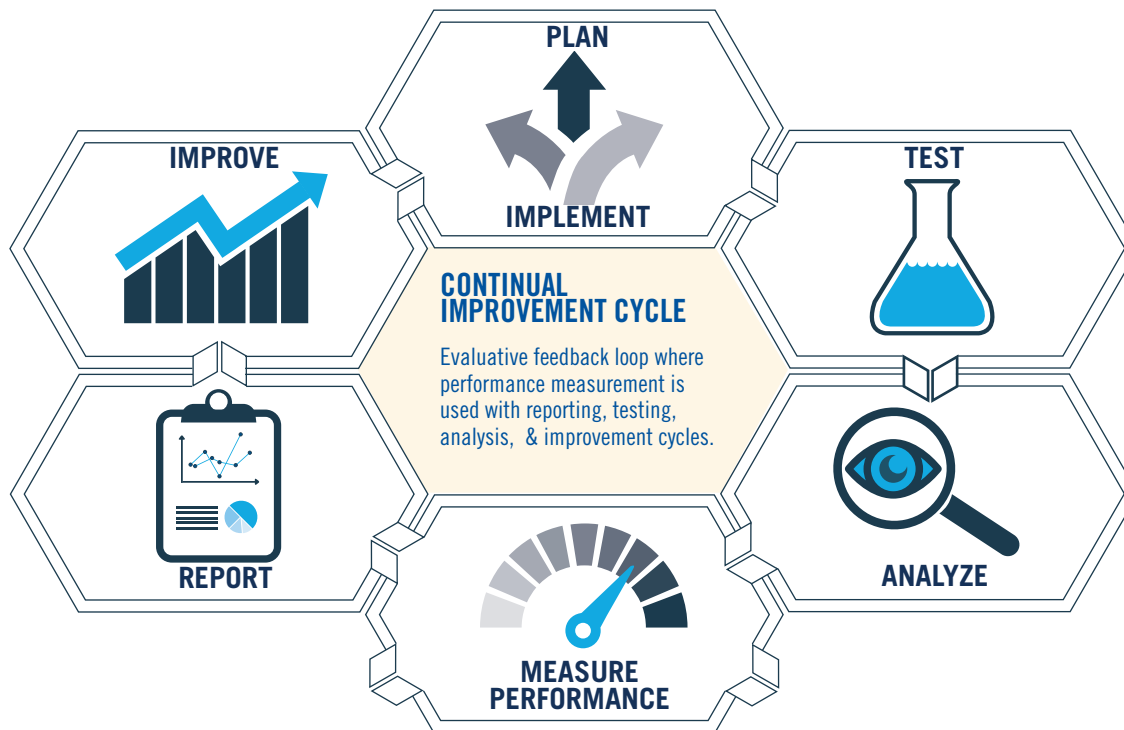 PLAN
IMPLEMENT
TEST
ANALYZE
MEASURE
PERFORMANCE
REPORT
IMPROVE
CONTINUAL
IMPROVEMENT CYCLE
Evaluative feedback loop where
performance measurement is
used with reporting, testing,
analysis, & improvement cycles.